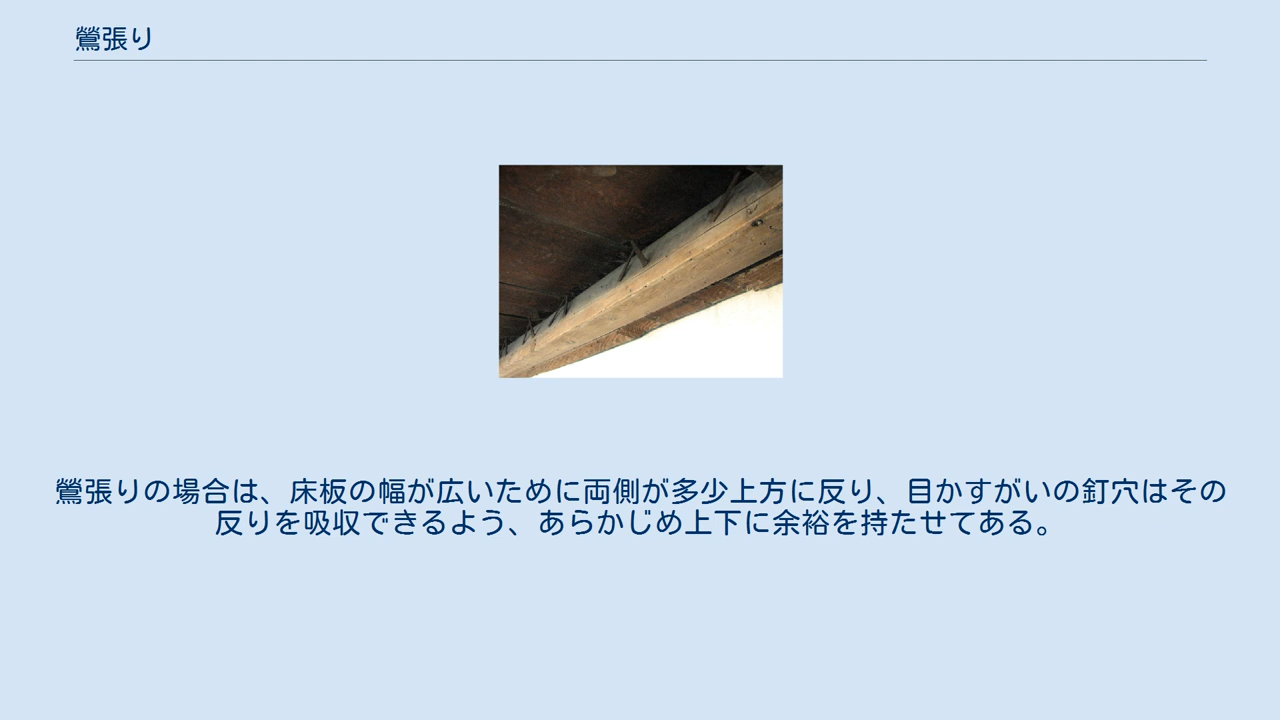 鶯張り
鶯張りの場合は、床板の幅が広いために両側が多少上方に反り、目かすがいの釘穴はその
反りを吸収できるよう、あらかじめ上下に余裕を持たせてある。